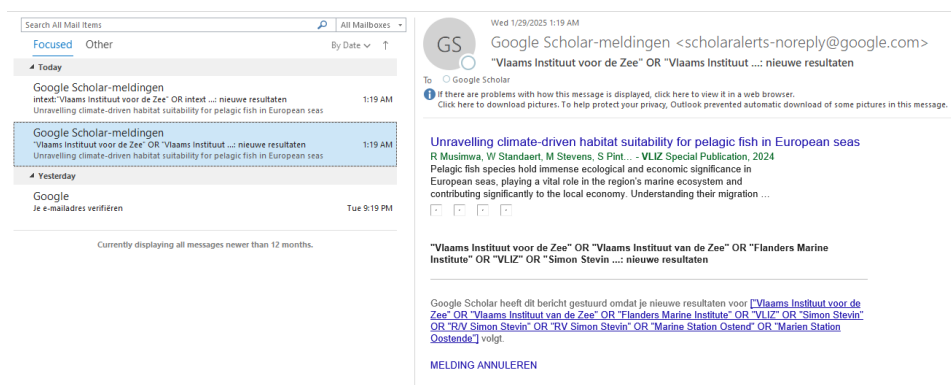 Search All Mail Items
All Mailboxes
Focused Other
By Date
Today
Google Scholar-meldingen
intext:"Vlaams Instituut voor de Zee" OR intext ...: nieuwe resultaten 1:19 AM
Unravelling climate-driven habitat suitability for pelagic fish in European seas
Google Scholar-meldingen
"Vlaams Instituut voor de Zee" OR "Vlaams Instituut ...: nieuwe resultaten 1:19 AM
Unravelling climate-driven habitat suitability for pelagic fish in European seas
Yesterday
Google
Je e-mailadres verifiëren Tue 9:19 PM
Currently displaying all messages newer than 12 months.
GS
Wed 1/29/2025 1:19 AM
Google Scholar-meldingen <scholaralerts-noreply@google.com>
"Vlaams Instituut voor de Zee" OR "Vlaams Instituut ...: nieuwe resultaten
To Google Scholar
If there are problems with how this message is displayed, click here to view it in a web browser.
Click here to download pictures. To help protect your privacy, Outlook prevented automatic download of some pictures in this message.
Unravelling climate-driven habitat suitability for pelagic fish in European seas
R Musimwa, W Standaert, M Stevens, S Pint... - VLIZ Special Publication, 2024
Pelagic fish species hold immense ecological and economic significance in
European seas, playing a vital role in the region's marine ecosystem and
contributing significantly to the local economy. Understanding their migration ...
"Vlaams Instituut voor de Zee" OR "Vlaams Instituut van de Zee" OR "Flanders Marine
Institute" OR "VLIZ" OR "Simon Stevin ...: nieuwe resultaten
Google Scholar heeft dit bericht gestuurd omdat je nieuwe resultaten voor ["Vlaams Instituut voor de
Zee" OR "Vlaams Instituut van de Zee" OR "Flanders Marine Institute" OR "VLIZ" OR "Simon Stevin"
OR "R/V Simon Stevin" OR "RV Simon Stevin" OR "Marine Station Ostend" OR "Marien Station
Oostende"] volgt.
MELDING ANNULEREN